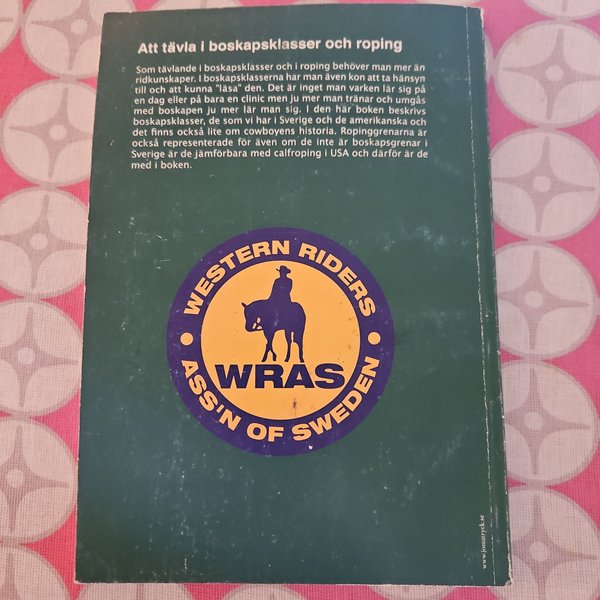 Att tävla i boskapsklasser och roping
Som tävlande i boskapsklasser och i roping behöver man mer än
ridkunskaper. I boskapsklasserna har man även kon att ta hänsyn
till och att kunna "läsa" den. Det är inget man varken lär sig på
en dag eller på bara en clinic men ju mer man tränar och umgås
med boskapen ju mer lär man sig. I den här boken beskrivs
boskapsklasser, de som vi har i Sverige och de amerikanska och
det finns också lite om cowboyens historia. Ropinggrenarna är
också representerade för även om de inte är boskapsgrenar i
Sverige är de jämförbara med calfroping i USA och därför är de
med i boken.
WESTERN RIDERS
WRAS
ASS'N OF SWEDEN
www.jonastryck.se